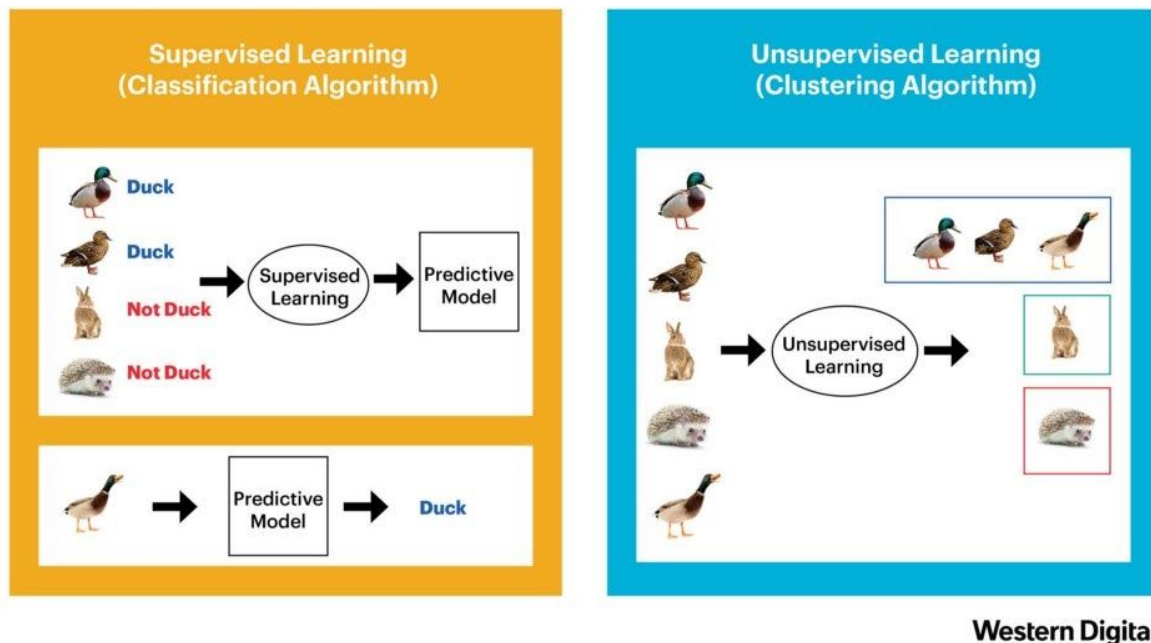 Supervised Learning
(Classification Algorithm)
Duck
Duck
Not Duck
Not Duck
Supervised
Learning
Predictive
Model
Predictive
Model
Duck
Unsupervised Learning
(Clustering Algorithm)
Unsupervised
Learning
Western Digita